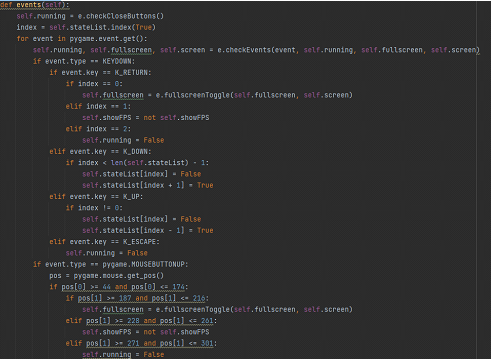 def events(self):
    self.running = e.checkCloseButtons()
    index = self.stateList.index(True)
    for event in pygame.event.get():
        self.running, self.fullscreen, self.screen = e.checkEvents(event, self.running, self.fullscreen, self.screen)
        if event.type == KEYDOWN:
            if event.key == K_RETURN:
                if index == 0:
                    self.fullscreen = e.fullscreenToggle(self.fullscreen, self.screen)
                elif index == 1:
                    self.showFPS = not self.showFPS
                elif index == 2:
                    self.running = False
            elif event.key == K_DOWN:
                if index < len(self.stateList) - 1:
                    self.stateList[index] = False
                    self.stateList[index + 1] = True
            elif event.key == K_UP:
                if index != 0:
                    self.stateList[index] = False
                    self.stateList[index - 1] = True
            elif event.key == K_ESCAPE:
                self.running = False
        if event.type == pygame.MOUSEBUTTONUP:
            pos = pygame.mouse.get_pos()
            if pos[0] >= 44 and pos[0] <= 174:
                if pos[1] >= 187 and pos[1] <= 216:
                    self.fullscreen = e.fullscreenToggle(self.fullscreen, self.screen)
                elif pos[1] >= 228 and pos[1] <= 261:
                    self.showFPS = not self.showFPS
                elif pos[1] >= 271 and pos[1] <= 301:
                    self.running = False